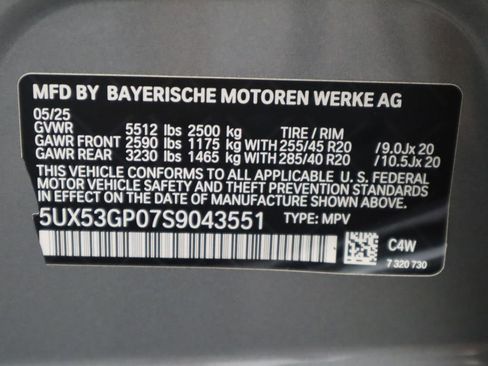 MFD BY BAYERISCHE MOTOREN WERKE AG
05/25
GVWR 5512 lbs 2500 kg TIRE / RIM
GAWR FRONT 2590 lbs 1175 kg WITH 255/45 R20 /9.0Jx 20
GAWR REAR 3230 lbs 1465 kg WITH 285/40 R20 /10.5Jx 20
THIS VEHICLE CONFORMS TO ALL APPLICABLE U. S. FEDERAL
MOTOR VEHICLE SAFETY, BUMPER, AND THEFT PREVENTION
STANDARDS IN EFFECT ON THE DATE OF MANUFACTURE SHOWN ABOVE.
5UX53GP07S9043551 TYPE: MPV
C4W
7 320 730